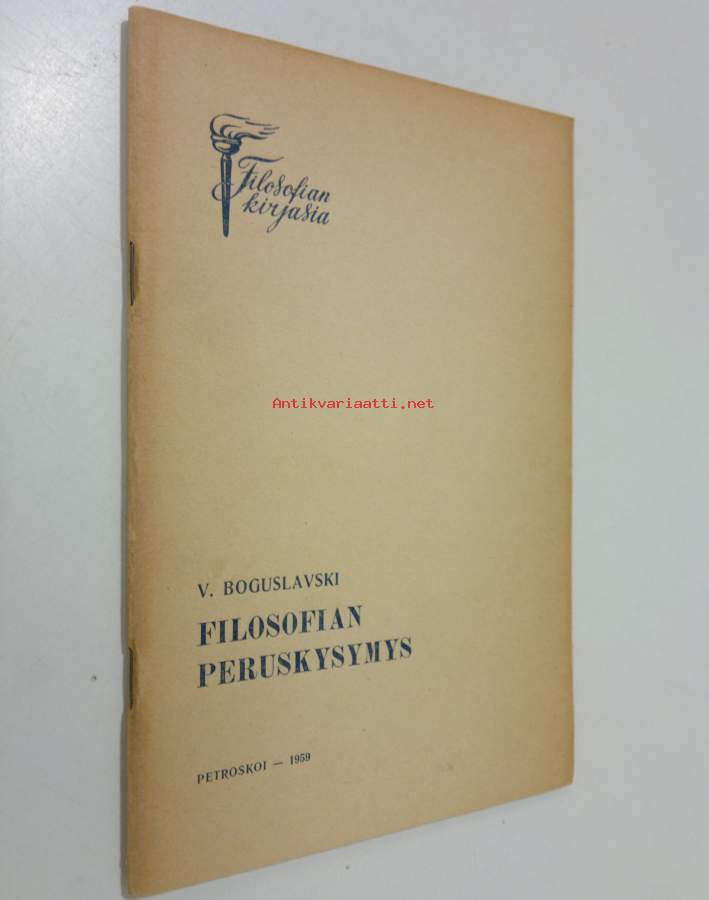 Filosofian
kirjasia
Antikvariaatti.net
V. BOGUSLAVSKI
FILOSOFIAN
PERUSKYSYMYS
PETROSKOI — 1959